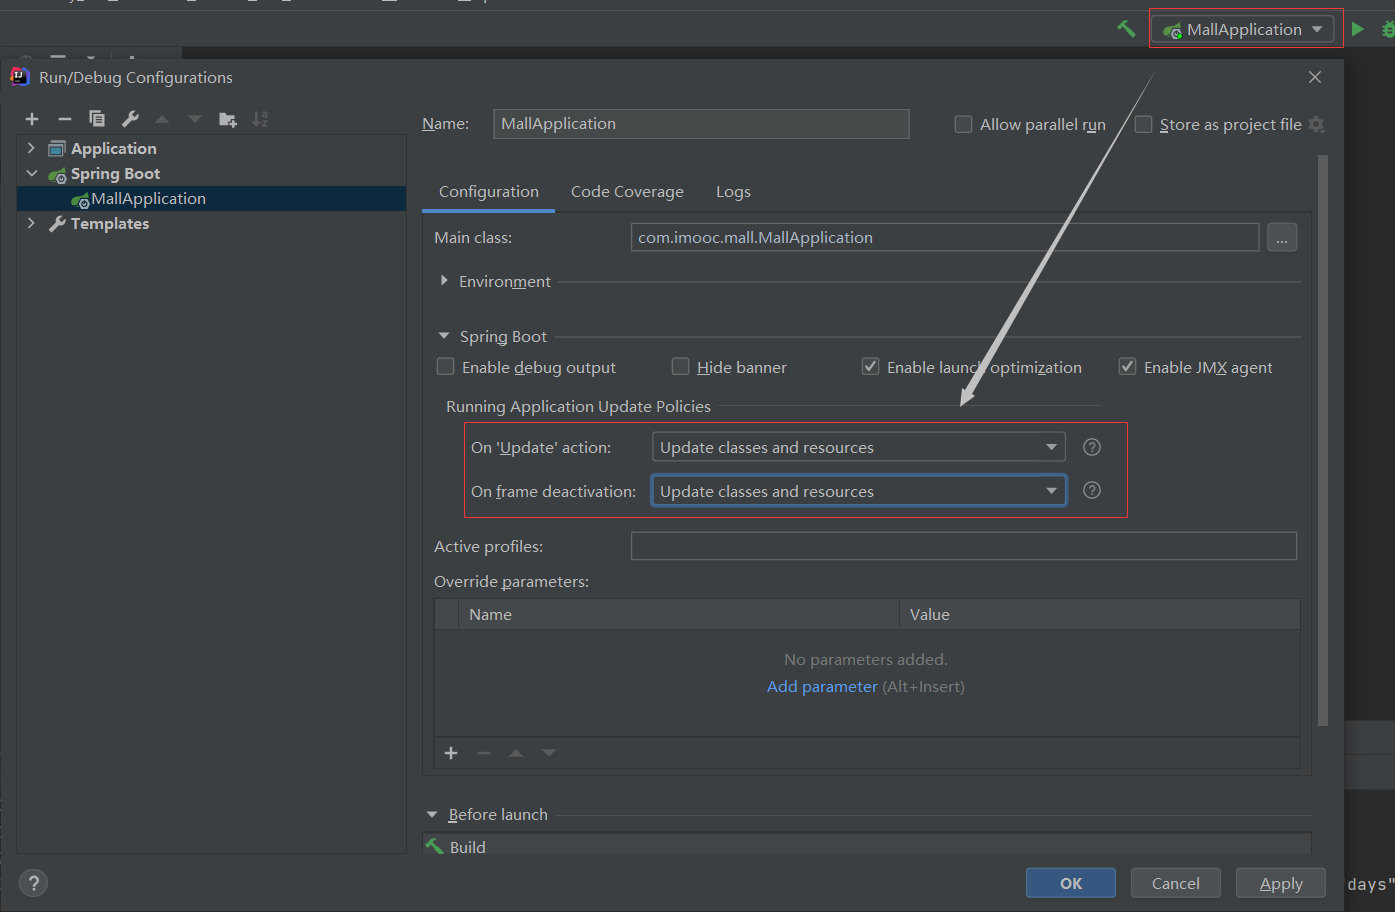 MallApplication
Run/Debug Configurations
Name: MallApplication Allow parallel run Store as project file
Application
Spring Boot
MallApplication
Templates
Configuration Code Coverage Logs
Main class: com.imooc.mall.MallApplication ...
Environment
Spring Boot
Enable debug output Hide banner Enable launch optimization Enable JMX agent
Running Application Update Policies
On 'Update' action: Update classes and resources ?
On frame deactivation: Update classes and resources ?
Active profiles:
Override parameters:
Name Value
No parameters added.
Add parameter (Alt+Insert)
Before launch
Build
? OK Cancel Apply
days"